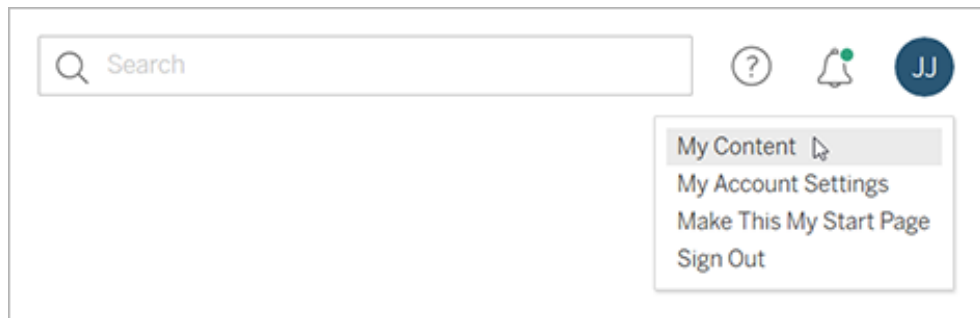 Search
?
JJ
My Content
My Account Settings
Make This My Start Page
Sign Out